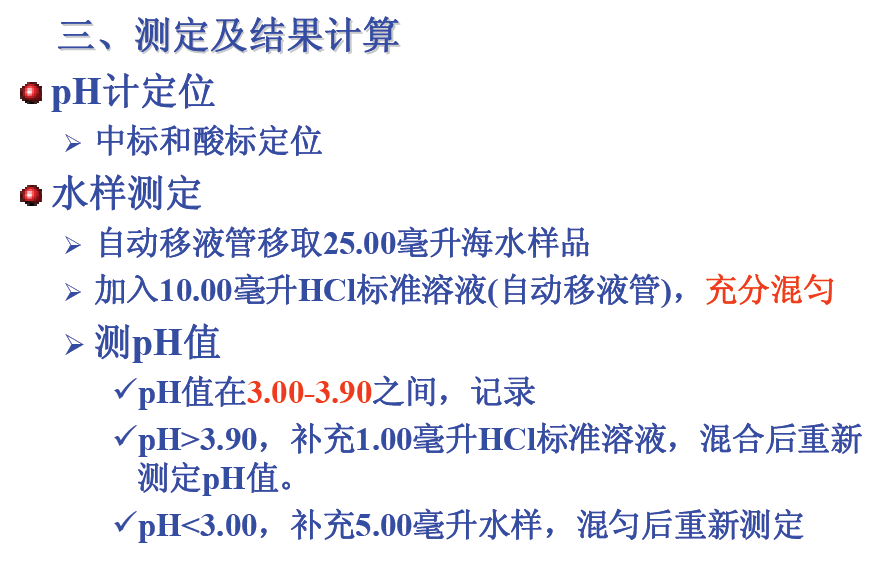 三、测定及结果计算
pH计定位
中标和酸标定位
水样测定
自动移液管移取25.00毫升海水样品
加入10.00毫升HCl标准溶液(自动移液管)，充分混匀
测pH值
pH值在3.00-3.90之间，记录
pH>3.90，补充1.00毫升HCl标准溶液，混合后重新
测定pH值。
pH<3.00，补充5.00毫升水样，混匀后重新测定